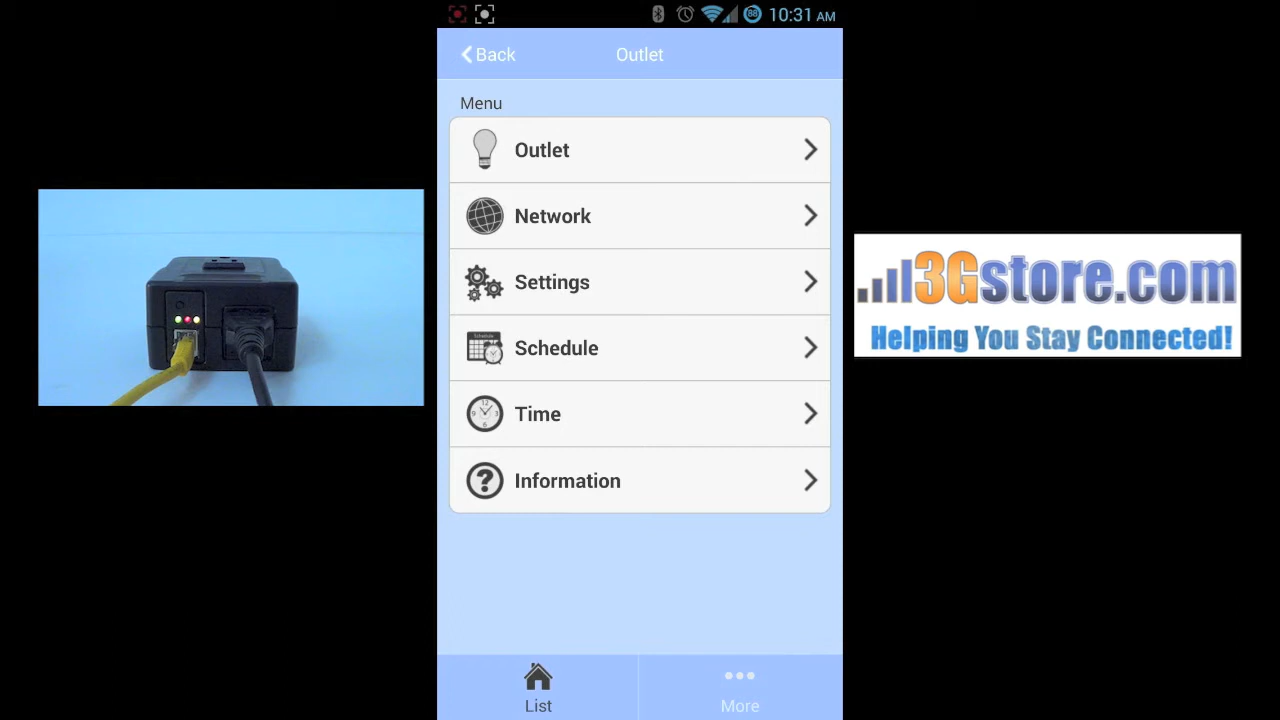 88 10:31 AM
Back Outlet
Menu
Outlet
Network
Settings
Schedule
Time
Information
List More
3Gstore.com
Helping You Stay Connected!